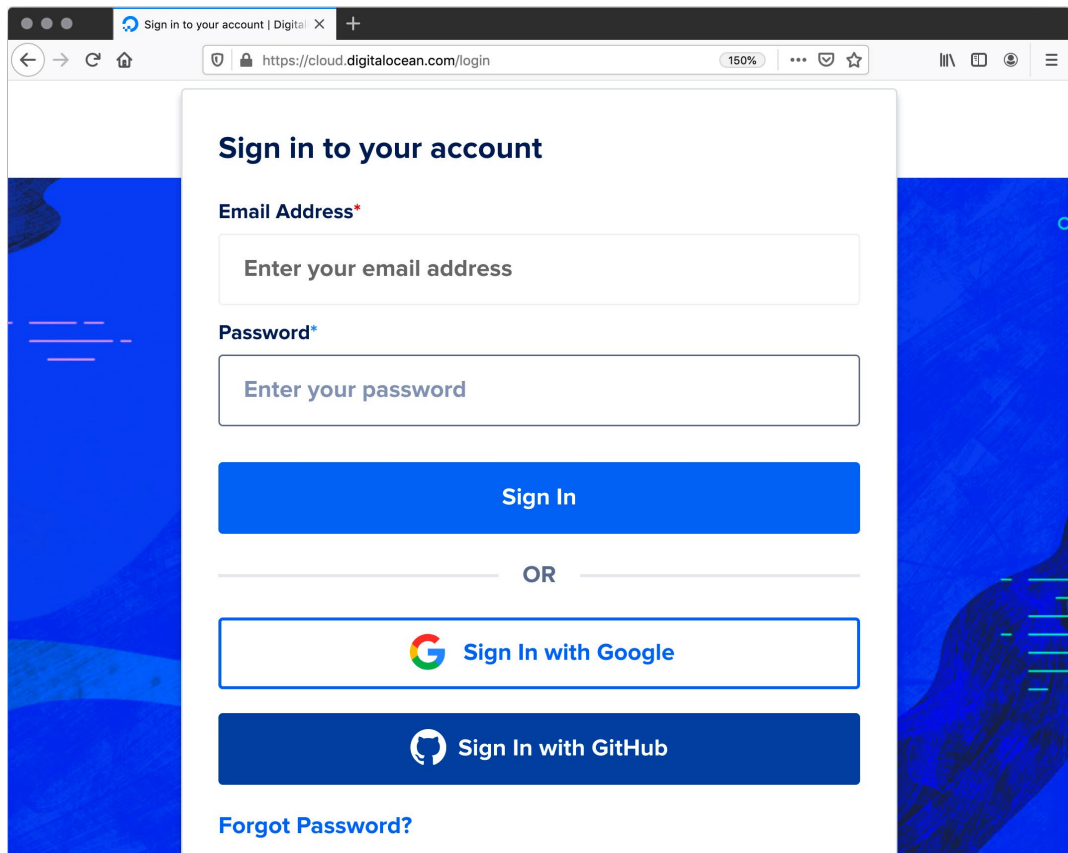 Sign in to your account | Digital
https://cloud.digitalocean.com/login
150%
Sign in to your account
Email Address*
Enter your email address
Password*
Enter your password
Sign In
OR
Sign In with Google
Sign In with GitHub
Forgot Password?